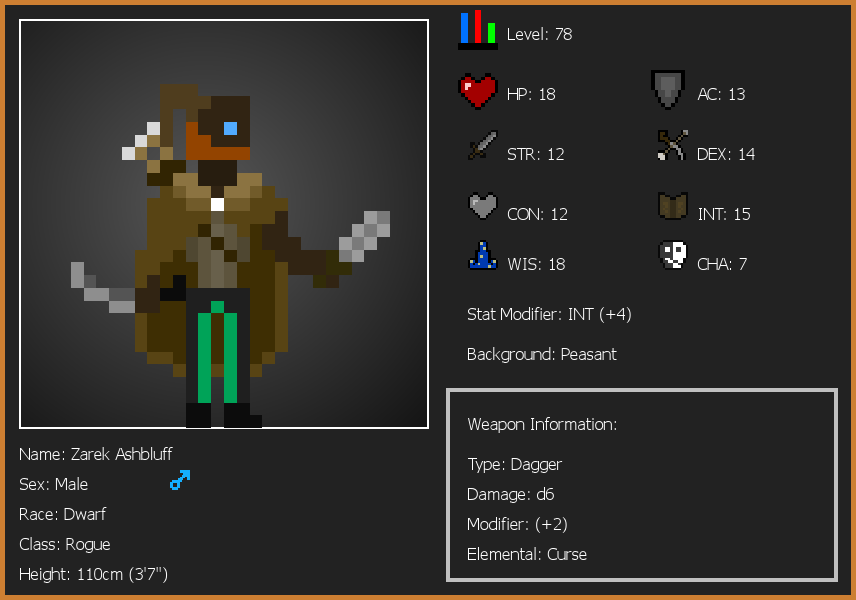 Level: 78
HP: 18
AC: 13
STR: 12
DEX: 14
CON: 12
INT: 15
WIS: 18
CHA: 7
Stat Modifier: INT (+4)
Background: Peasant
Weapon Information:
Type: Dagger
Damage: d6
Modifier: (+2)
Elemental: Curse
Name: Zarek Ashbluff
Sex: Male
Race: Dwarf
Class: Rogue
Height: 110cm (3'7")